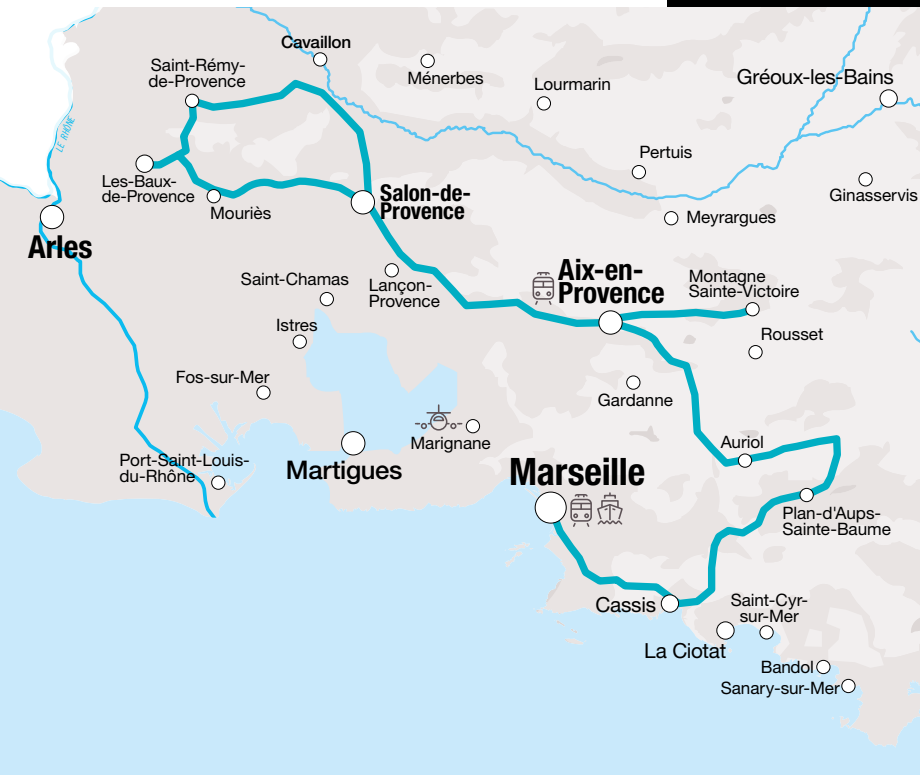 Cavaillon
Saint-Rémy-
de-Provence
Ménerbes
Lourmarin
Gréoux-les-Bains
LE RHÔNE
Pertuis
Les-Baux-
de-Provence
Mouriès
Salon-de-
Provence
Ginasservis
Meyrargues
Arles
Saint-Chamas
Lançon-
Provence
Aix-en-
Provence
Montagne
Sainte-Victoire
Istres
Rousset
Fos-sur-Mer
Gardanne
Marignane
Auriol
Port-Saint-Louis-
du-Rhône
Martigues
Marseille
Plan-d'Aups-
Sainte-Baume
Cassis
Saint-Cyr-
sur-Mer
La Ciotat
Bandol
Sanary-sur-Mer